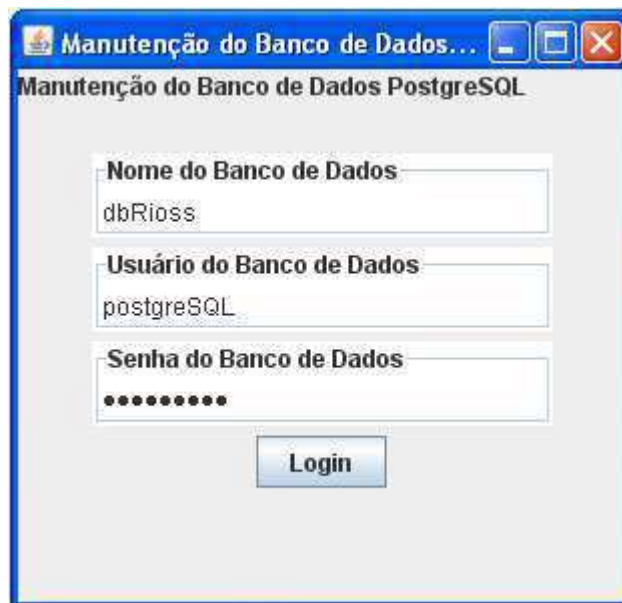 Manutenção do Banco de Dados...
Manutenção do Banco de Dados PostgreSQL
Nome do Banco de Dados
dbRioss
Usuário do Banco de Dados
postgreSQL
Senha do Banco de Dados
•••••••••
Login